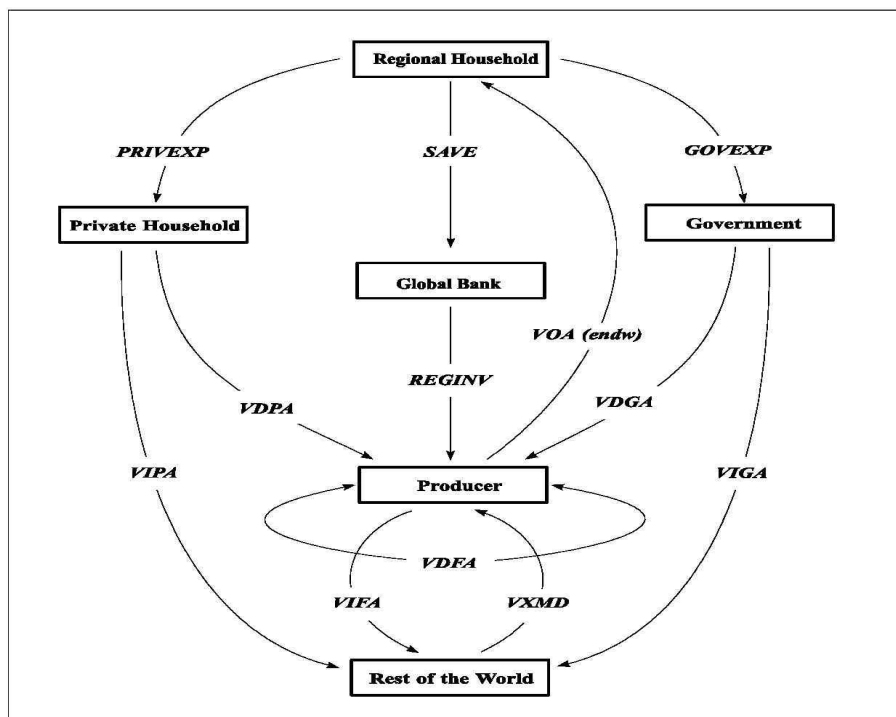 Regional Household
PRIVEXP
SAVE
GOVEXP
Private Household
Government
Global Bank
VOA (endw)
REGINV
VDPA
VDGA
VIPA
VIGA
Producer
VDFA
VIFA
VXMD
Rest of the World